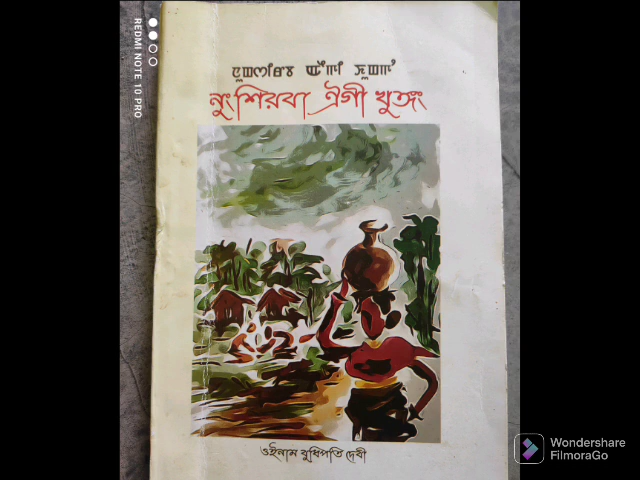 নুংশিরবা ঐগী খুঙ্গং
ওইনাম বুধিপতি দেবী
REDMI NOTE 10 PRO
Wondershare
FilmoraGo